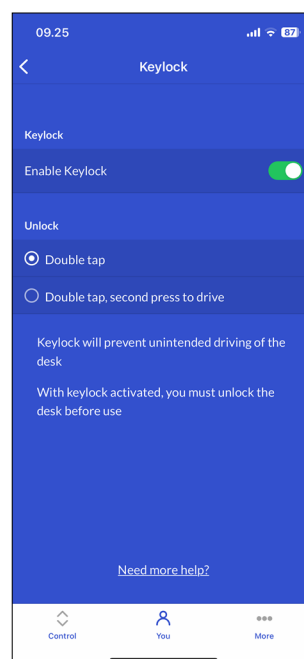 09.25
87
Keylock
Keylock
Enable Keylock
Unlock
Double tap
Double tap, second press to drive
Keylock will prevent unintended driving of the
desk
With keylock activated, you must unlock the
desk before use
Need more help?
Control You More